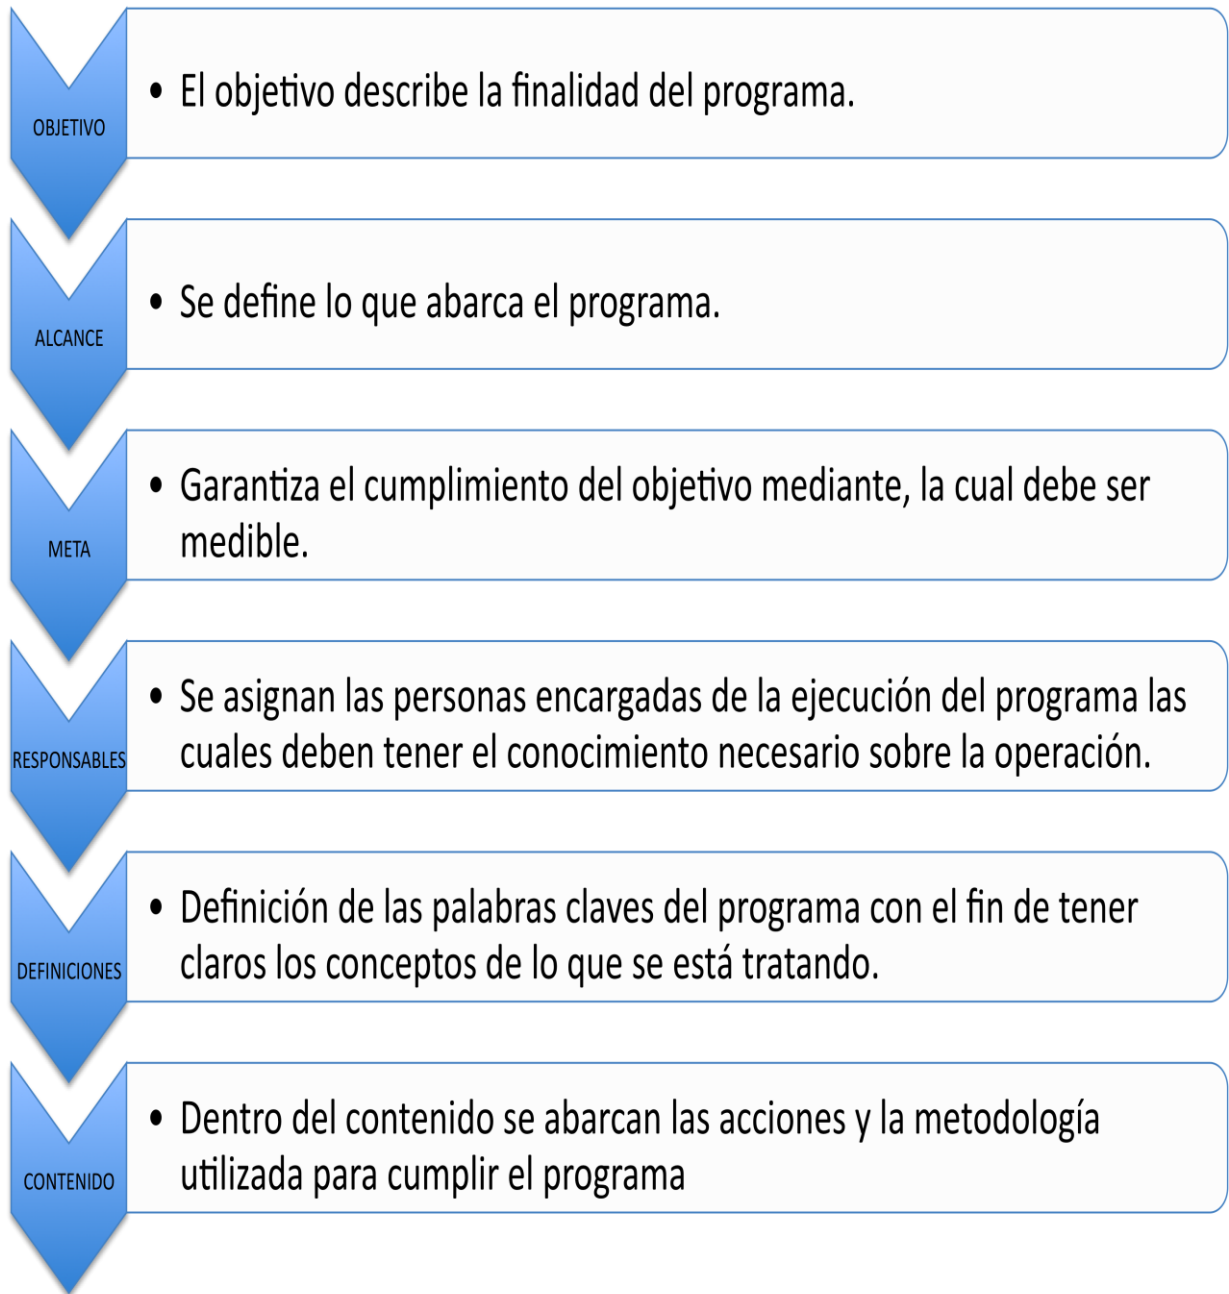 OBJETIVO
• El objetivo describe la finalidad del programa.
ALCANCE
• Se define lo que abarca el programa.
META
• Garantiza el cumplimiento del objetivo mediante, la cual debe ser
medible.
RESPONSABLES
• Se asignan las personas encargadas de la ejecución del programa las
cuales deben tener el conocimiento necesario sobre la operación.
DEFINICIONES
• Definición de las palabras claves del programa con el fin de tener
claros los conceptos de lo que se está tratando.
CONTENIDO
• Dentro del contenido se abarcan las acciones y la metodología
utilizada para cumplir el programa